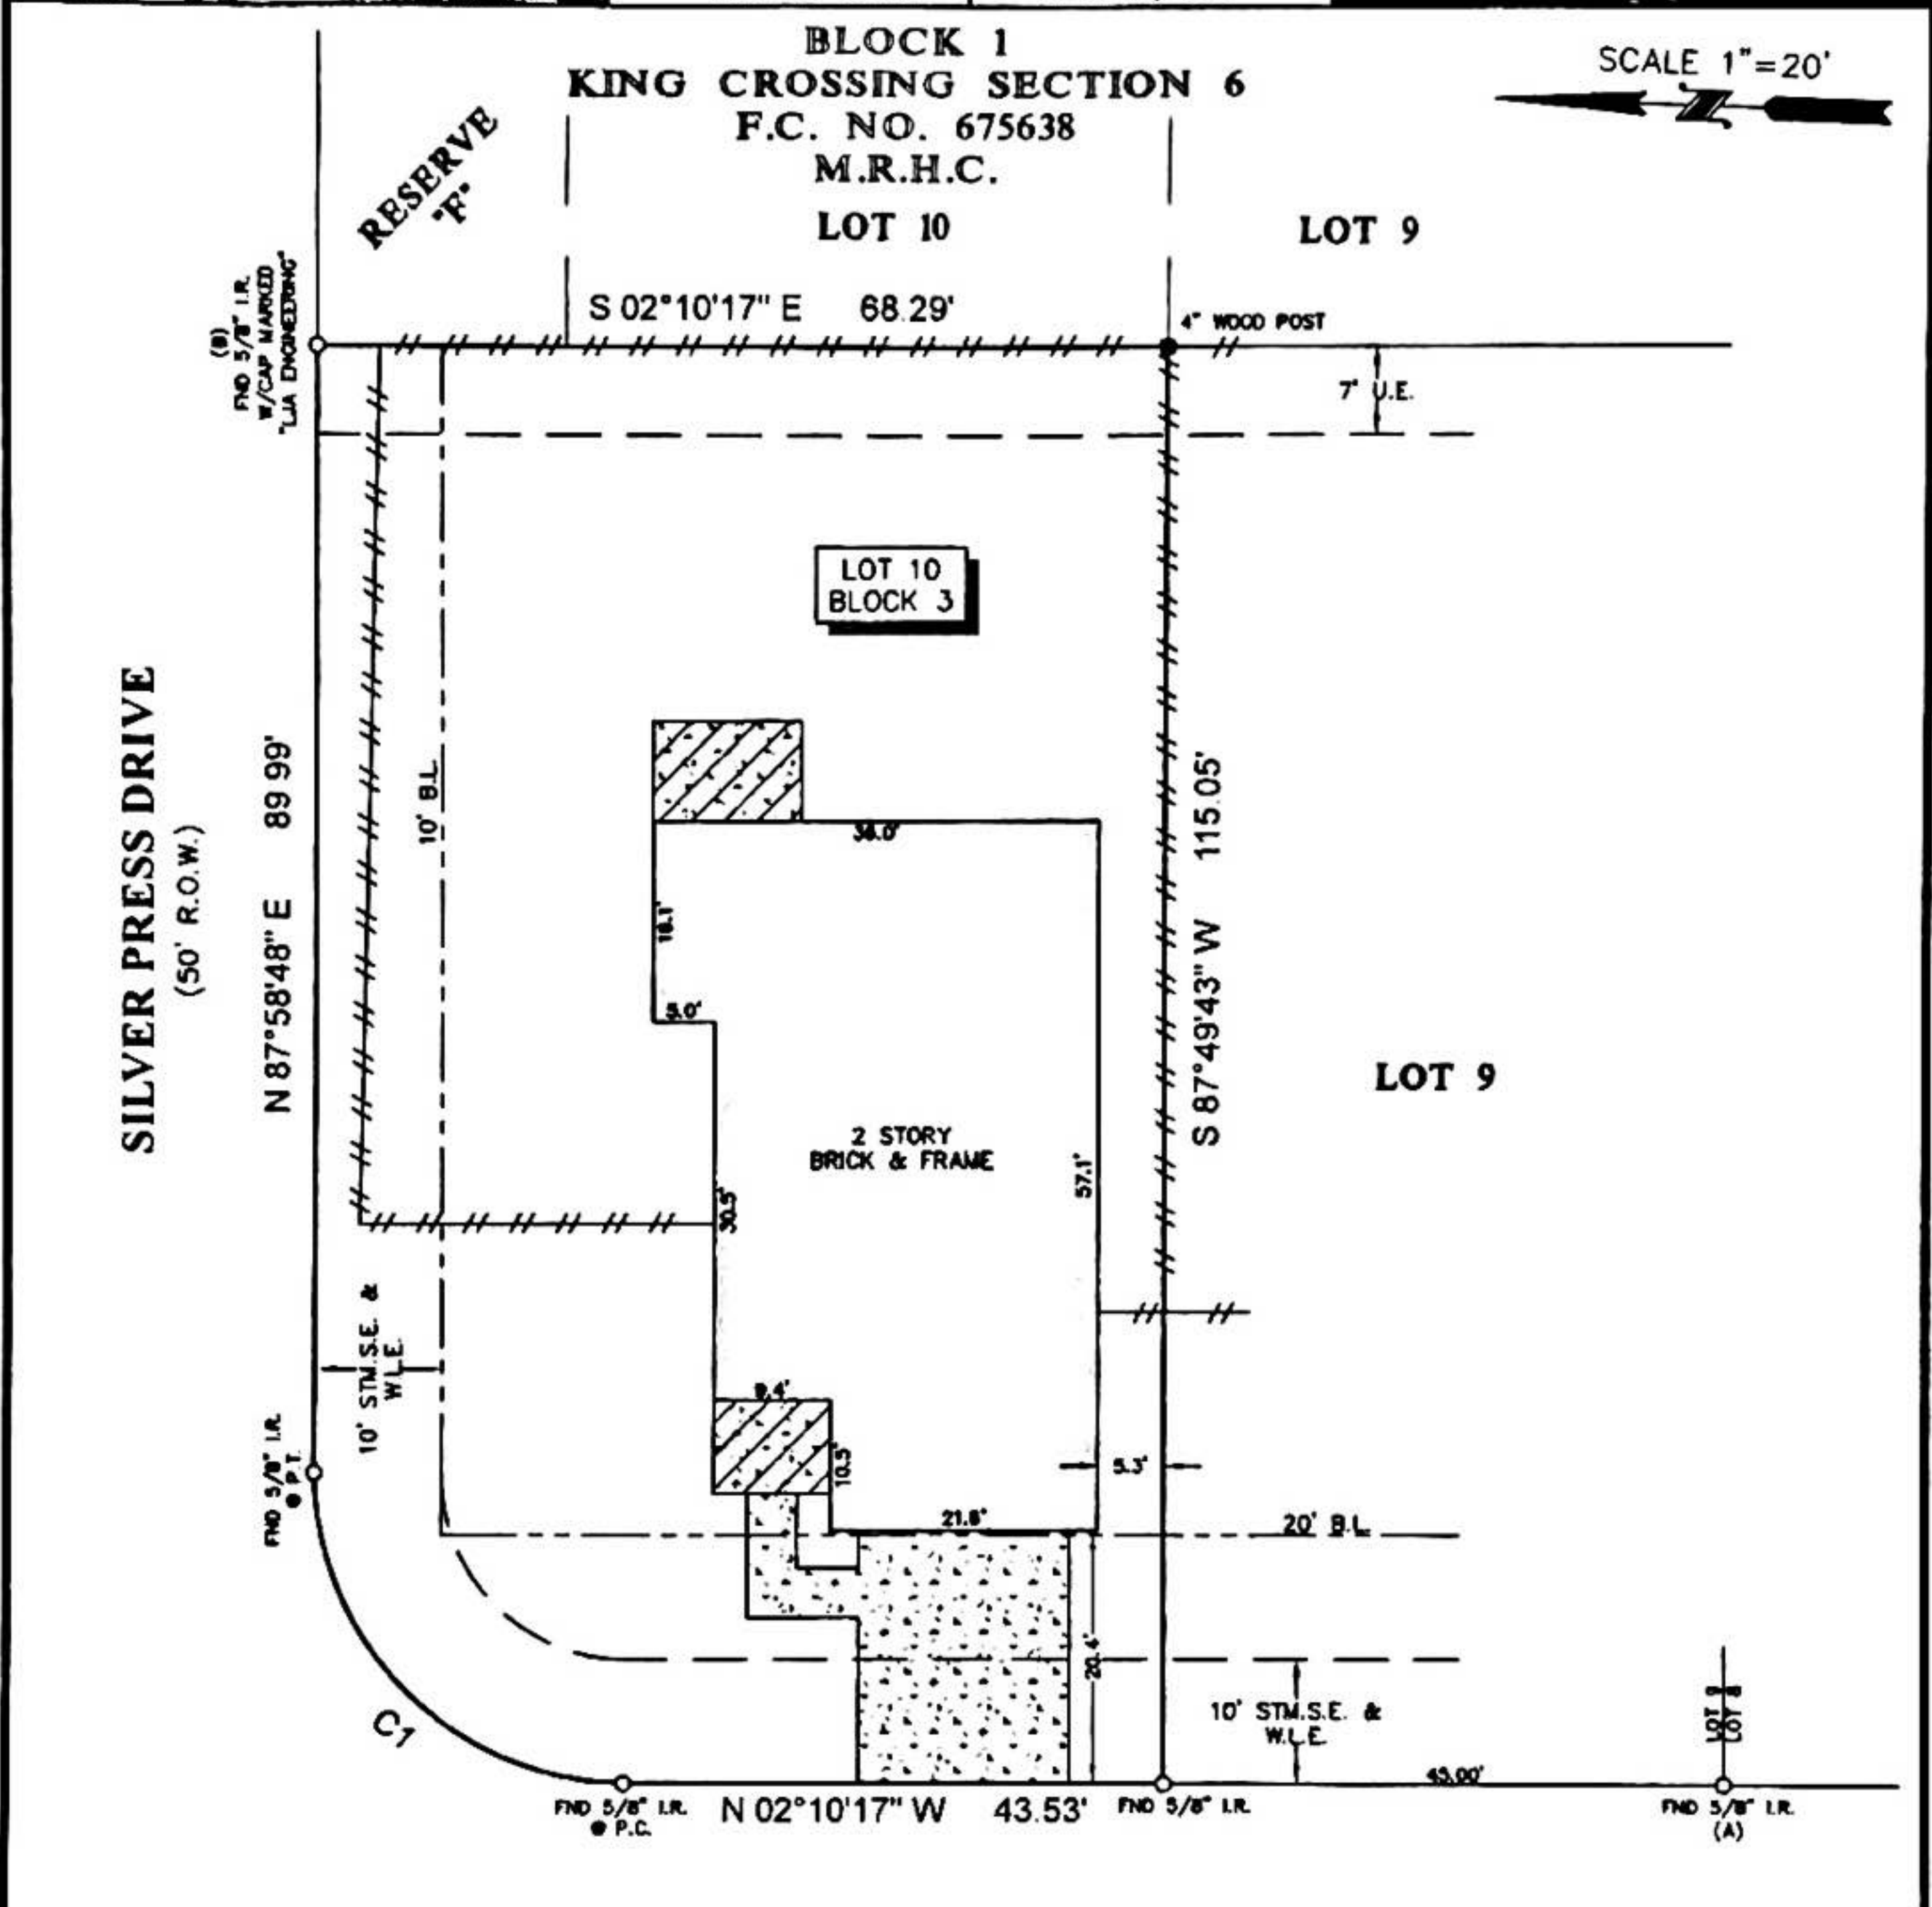 BLOCK 1
KING CROSSING SECTION 6
F.C. NO. 675638
M.R.H.C.
SCALE 1"=20'
RESERVE
"F"
LOT 10
LOT 9
S 02°10'17" E 68.29'
4" WOOD POST
(B)
FND 5/8" I.R.
W/CAP MARKED
"LJA ENGINEERING"
7' U.E.
LOT 10
BLOCK 3
SILVER PRESS DRIVE
(50' R.O.W.)
N 87°58'48" E 89 99'
10' B.L.
S 87°49'43" W 115.05'
5.0'
LOT 9
2 STORY
BRICK & FRAME
57.1'
30.5'
10' STM.S.E. &
W.L.E.
9.4'
10.5'
5.3'
FND 5/8" I.R.
@ P.T.
21.6'
20' B.L.
20.4'
C1
10' STM.S.E. &
W.L.E.
LOT 9
LOT 8
45.00'
FND 5/8" I.R.
@ P.C.
N 02°10'17" W 43.53'
FND 5/8" I.R.
FND 5/8" I.R.
(A)